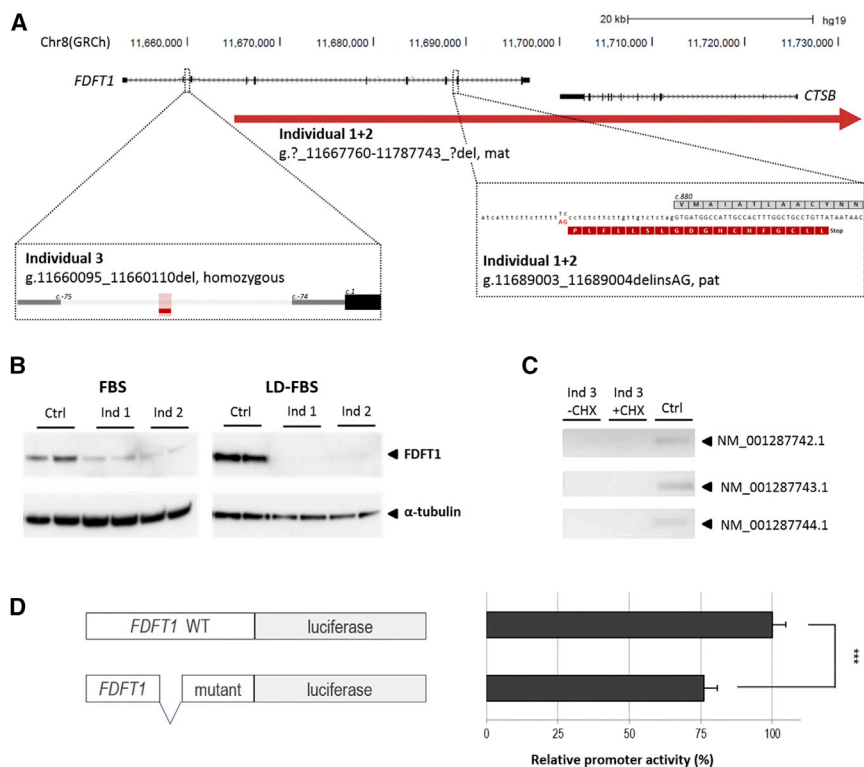 A
20 kb
hg19
Chr8(GRCh)
11,660,000
11,670,000
11,680,000
11,690,000
11,700,000
11,710,000
11,720,000
11,730,000
FDFT1
CTSB
Individual 1+2
g.?_11667760-11787743_?del, mat
c.880
V M A I A T L A A C Y N N
atcatttcttctttttt
tc
AG
cctctcttcttgttgtctctagGTGATGGCCATTGCCACTTTGGCTGCCTGTTATAATAAC
P L F L L S L G D G H C H F G C L L Stop
Individual 1+2
g.11689003_11689004delinsAG, pat
Individual 3
g.11660095_11660110del, homozygous
c.-75
c.-74
c.1
B
FBS
LD-FBS
Ctrl
Ind 1
Ind 2
Ctrl
Ind 1
Ind 2
FDFT1
α-tubulin
C
Ind 3
-CHX
Ind 3
+CHX
Ctrl
NM_001287742.1
NM_001287743.1
NM_001287744.1
D
FDFT1 WT
luciferase
FDFT1
mutant
luciferase
***
0
25
50
75
100
Relative promoter activity (%)